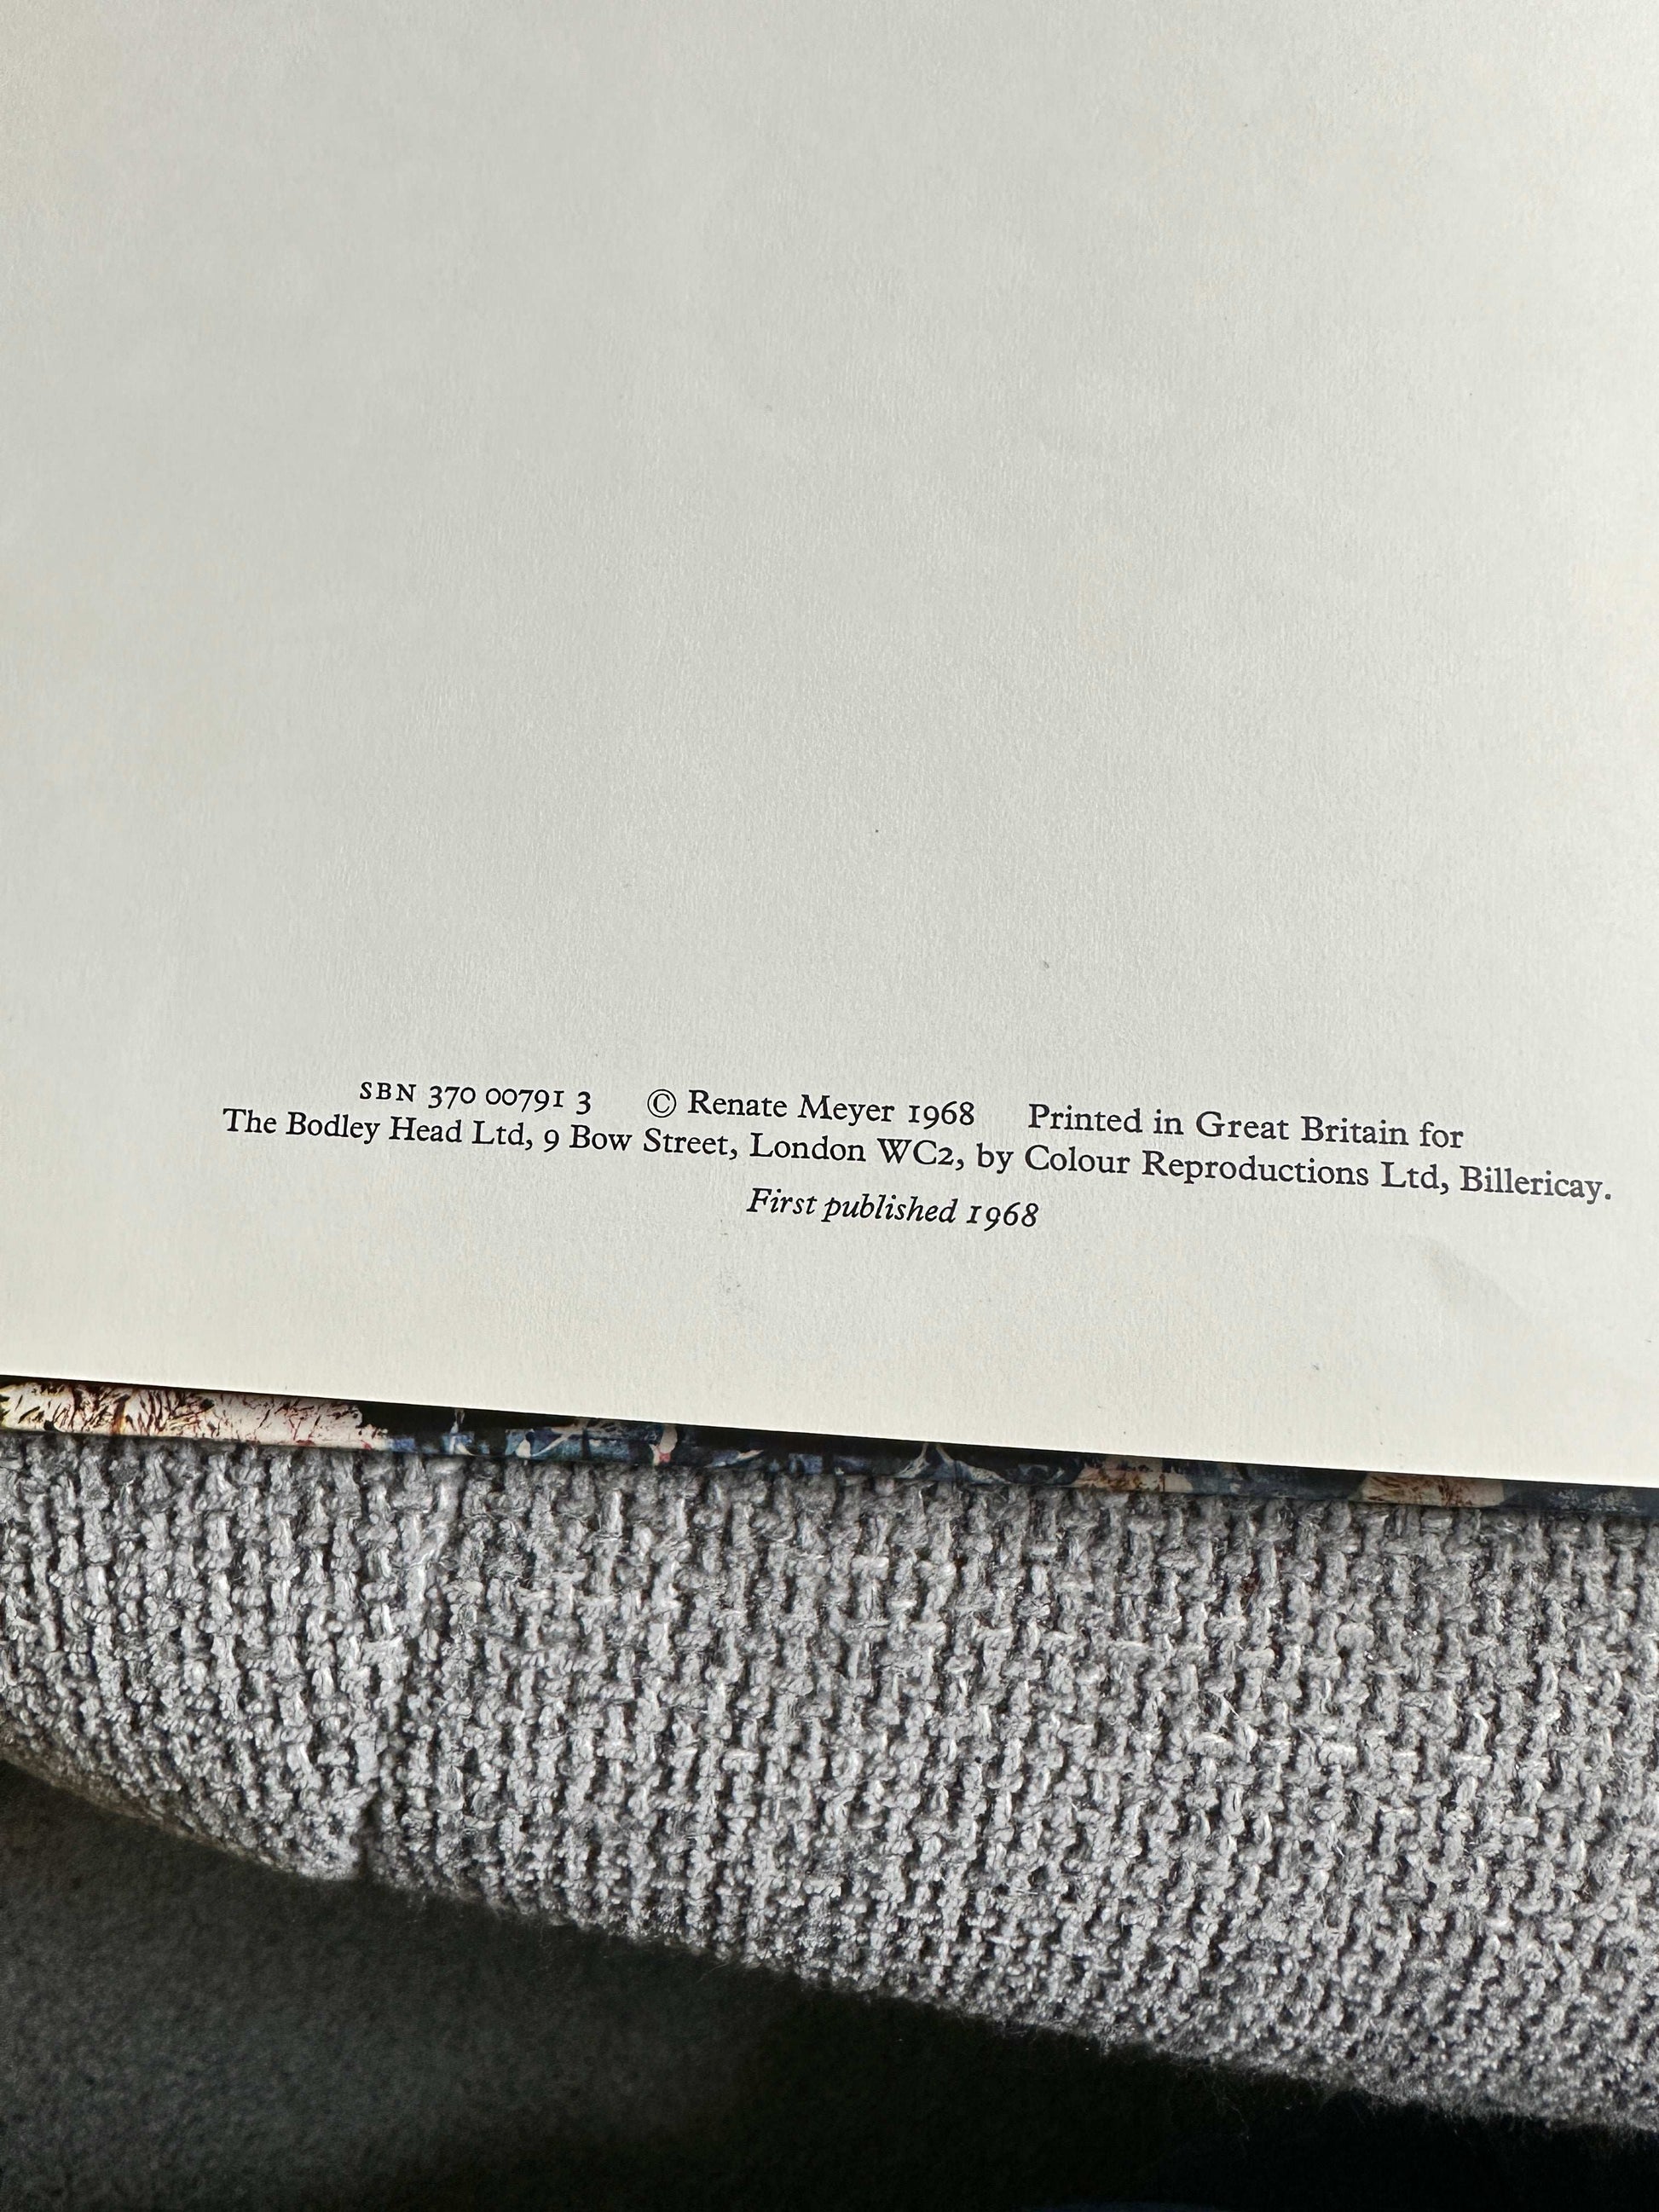 SBN 370 00791 3 © Renate Meyer 1968 Printed in Great Britain for
The Bodley Head Ltd, 9 Bow Street, London WC2, by Colour Reproductions Ltd, Billericay.
First published 1968